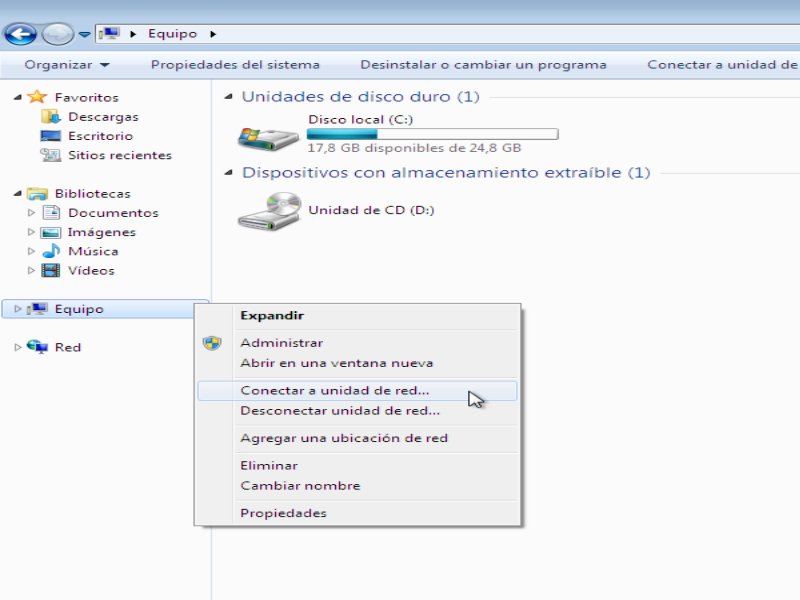 Equipo
Organizar Propiedades del sistema Desinstalar o cambiar un programa Conectar a unidad de
Favoritos
Descargas
Escritorio
Sitios recientes
Bibliotecas
Documentos
Imágenes
Música
Vídeos
Equipo
Red
Unidades de disco duro (1)
Disco local (C:)
17,8 GB disponibles de 24,8 GB
Dispositivos con almacenamiento extraíble (1)
Unidad de CD (D:)
Expandir
Administrar
Abrir en una ventana nueva
Conectar a unidad de red...
Desconectar unidad de red...
Agregar una ubicación de red
Eliminar
Cambiar nombre
Propiedades